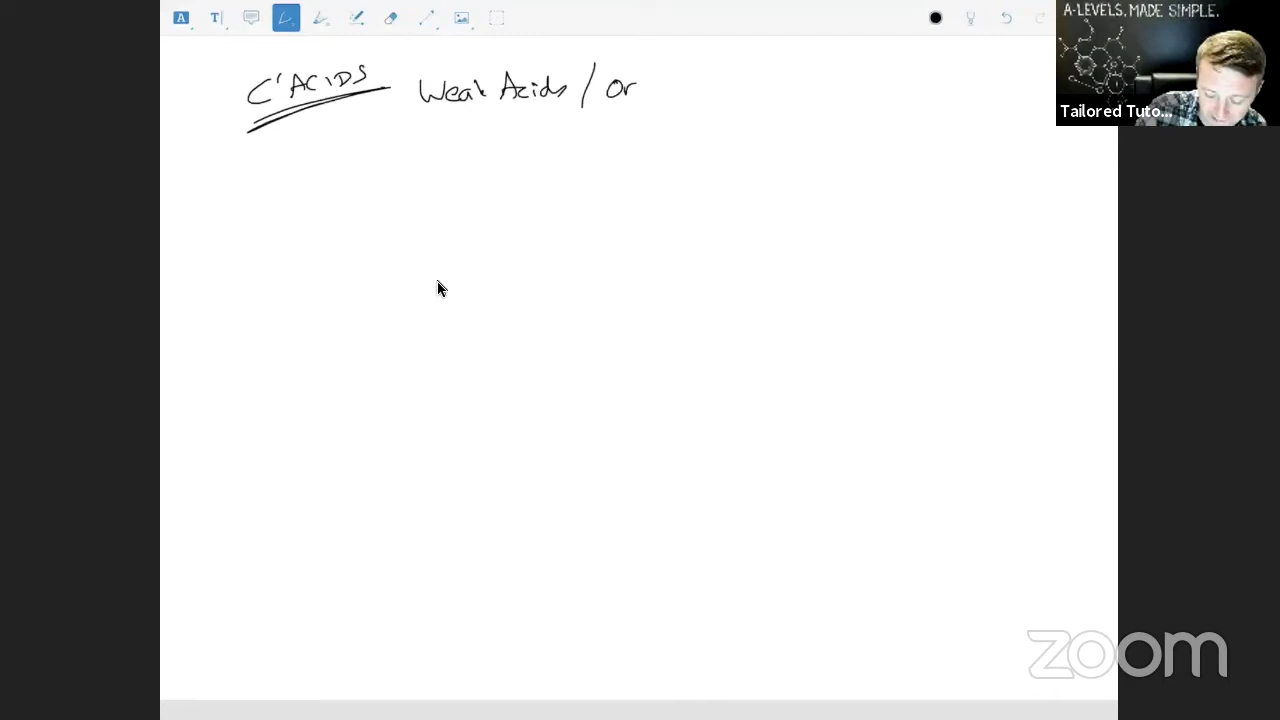 A-LEVELS. MADE SIMPLE.
C'ACIDS Weak Acids / Or
Tailored Tuto...
zoom